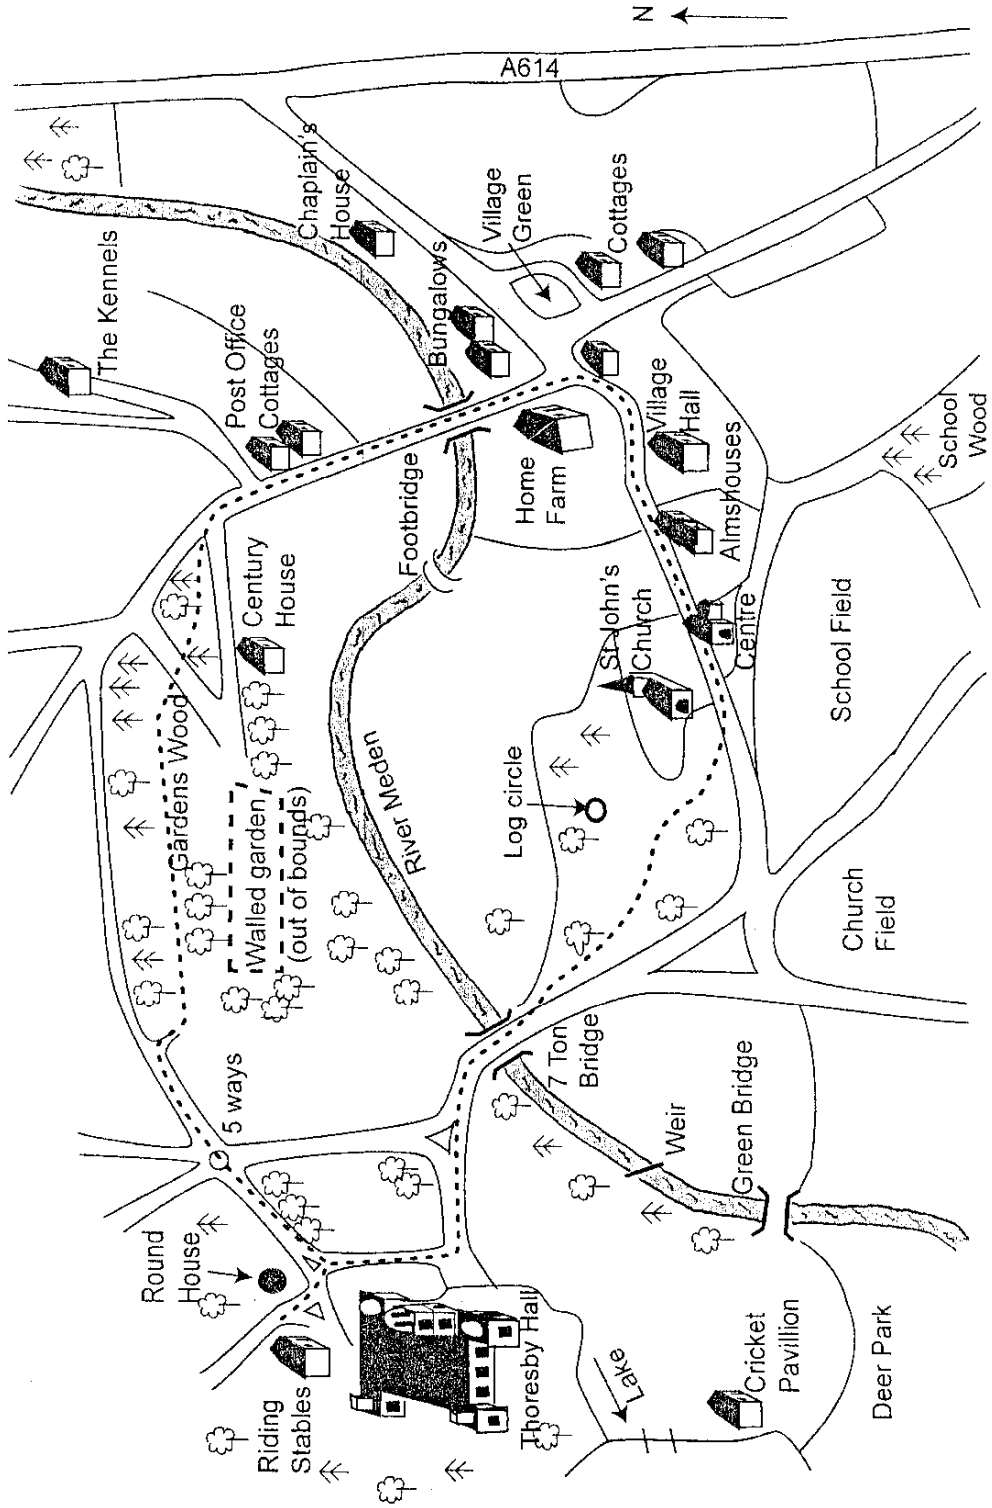 N
A614
The Kennels
Chaplain's
House
Post Office
Cottages
Bungalows
Village
Green
Cottages
Footbridge
Home
Farm
Village
Hall
Almshouses
School
Wood
Century
House
St John's
Church
Centre
School Field
Gardens Wood
Walled garden
(out of bounds)
River Meden
Log circle
Church
Field
5 ways
7 Ton
Bridge
Weir
Green Bridge
Round
House
Riding
Stables
Thoresby Hall
Lake
Cricket
Pavillion
Deer Park